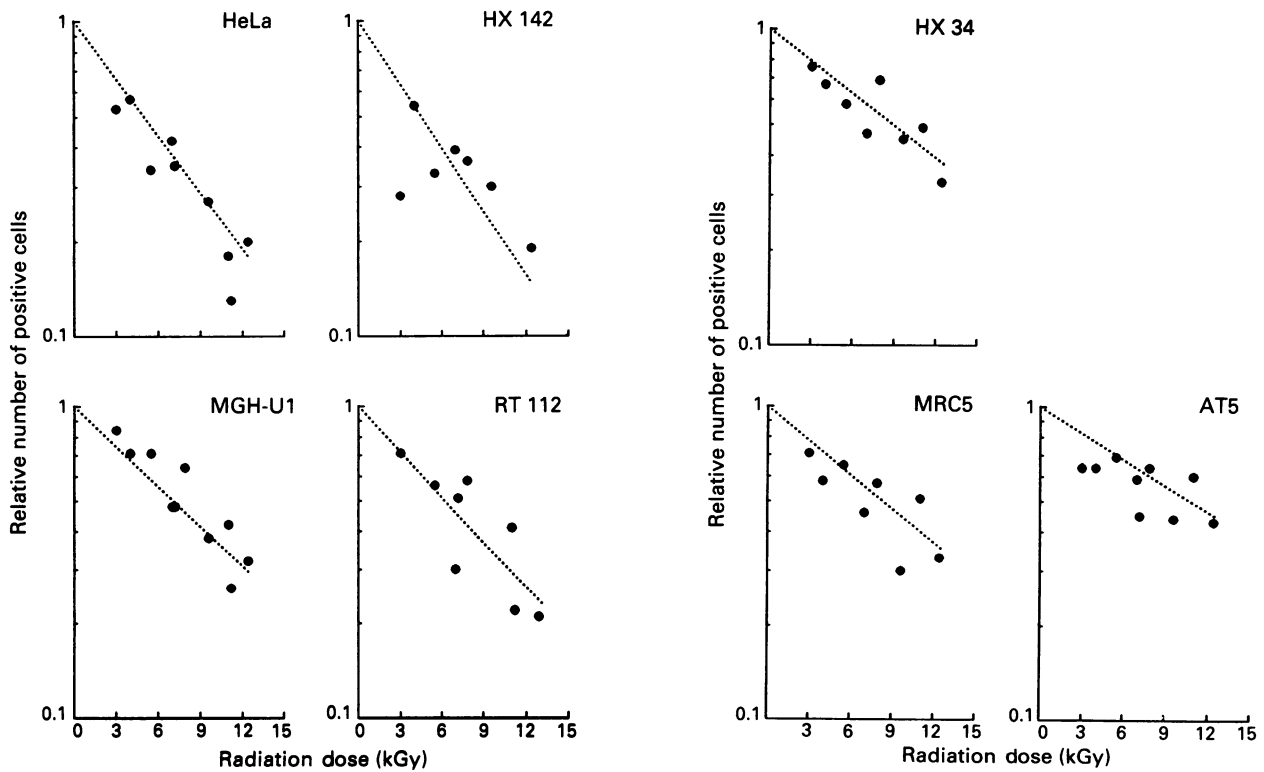 HeLa
HX 142
HX 34
1
1
1
0.1
0.1
0.1
Relative number of positive cells
Relative number of positive cells
MGH-U1
RT 112
MRC5
AT5
1
1
1
1
0.1
0.1
0.1
0.1
0 3 6 9 12 15
0 3 6 9 12 15
0 3 6 9 12 15
0 3 6 9 12 15
Radiation dose (kGy)
Radiation dose (kGy)